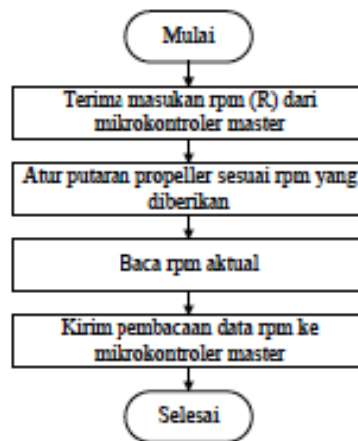 Mulai
Terima masukan rpm (R) dari
mikrokontroler master
Atur putaran propeller sesuai rpm yang
diberikan
Baca rpm aktual
Kirim pembacaan data rpm ke
mikrokontroler master
Selesai